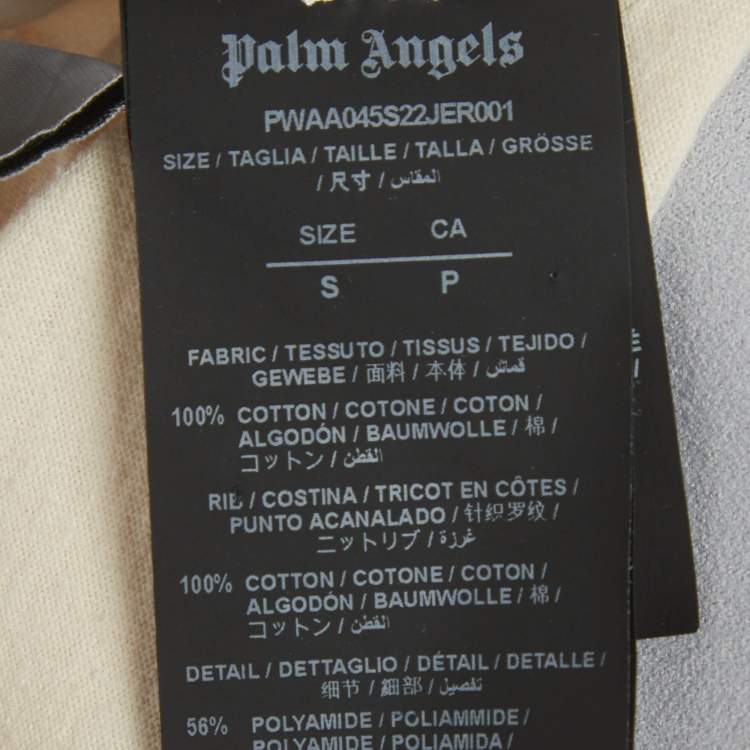 Palm Angels
PWAA045S22JER001
SIZE / TAGLIA / TAILLE / TALLA / GRÖSSE
/ 尺寸 / المقاس
SIZE CA
S P
FABRIC / TESSUTO / TISSUS / TEJIDO /
GEWEBE / 面料 / 本体 / قماش
100% COTTON / COTONE / COTON /
ALGODÓN / BAUMWOLLE / 棉 /
コットン / القطن
RIB / COSTINA / TRICOT EN CÔTES /
PUNTO ACANALADO / 针织罗纹 /
ニットリブ / غرزة
100% COTTON / COTONE / COTON /
ALGODÓN / BAUMWOLLE / 棉 /
コットン / القطن
DETAIL / DETTAGLIO / DÉTAIL / DETALLE /
细节 / 細部 / تفصيل
56% POLYAMIDE / POLIAMMIDE /
POLYAMIDE / POLIAMIDA /